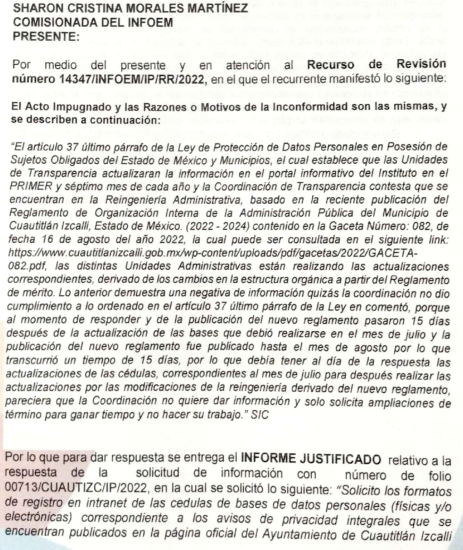 SHARON CRISTINA MORALES MARTÍNEZ
COMISIONADA DEL INFOEM
PRESENTE:
Por medio del presente y en atención al Recurso de Revisión
número 14347/INFOEM/IP/RR/2022, en el que el recurrente manifestó lo siguiente:
El Acto Impugnado y las Razones o Motivos de la Inconformidad son las mismas, y
se describen a continuación:
"El artículo 37 último párrafo de la Ley de Protección de Datos Personales en Posesión de
Sujetos Obligados del Estado de México y Municipios, el cual establece que las Unidades
de Transparencia actualizaran la información en el portal informativo del Instituto en el
PRIMER y séptimo mes de cada año y la Coordinación de Transparencia contesta que se
encuentran en la Reingeniería Administrativa, basado en la reciente publicación del
Reglamento de Organización Interna de la Administración Pública del Municipio de
Cuautitlán Izcalli, Estado de México. (2022 - 2024) contenido en la Gaceta Número: 082, de
fecha 16 de agosto del año 2022, la cual puede ser consultada en el siguiente link:
https://www.cuautitlanizcalli.gob.mx/wp-content/uploads/pdf/gacetas/2022/GACETA-
082.pdf, las distintas Unidades Administrativas están realizando las actualizaciones
correspondientes, derivado de los cambios en la estructura orgánica a partir del Reglamento
de mérito. Lo anterior demuestra una negativa de información quizás la coordinación no dio
cumplimiento a lo ordenado en el artículo 37 último párrafo de la Ley en comentó, porque
al momento de responder y de la publicación del nuevo reglamento pasaron 15 días
después de la actualización de las bases que debió realizarse en el mes de julio y la
publicación del nuevo reglamento fue publicado hasta el mes de agosto por lo que
transcurrió un tiempo de 15 días, por lo que debía tener al día de la respuesta las
actualizaciones de las cédulas, correspondientes al mes de julio para después realizar las
actualizaciones por las modificaciones de la reingeniería derivado del nuevo reglamento,
pareciera que la Coordinación no quiere dar información y solo solicita ampliaciones de
término para ganar tiempo y no hacer su trabajo." SIC
Por lo que para dar respuesta se entrega el INFORME JUSTIFICADO relativo a la
respuesta de la solicitud de información con número de folio
00713/CUAUTIZC/IP/2022, en la cual se solicitó lo siguiente: "Solicito los formatos
de registro en intranet de las cedulas de bases de datos personales (físicas y/o
electrónicas) correspondiente a los avisos de privacidad integrales que se
encuentran publicados en la página oficial del Ayuntamiento de Cuautitlán Izcalli